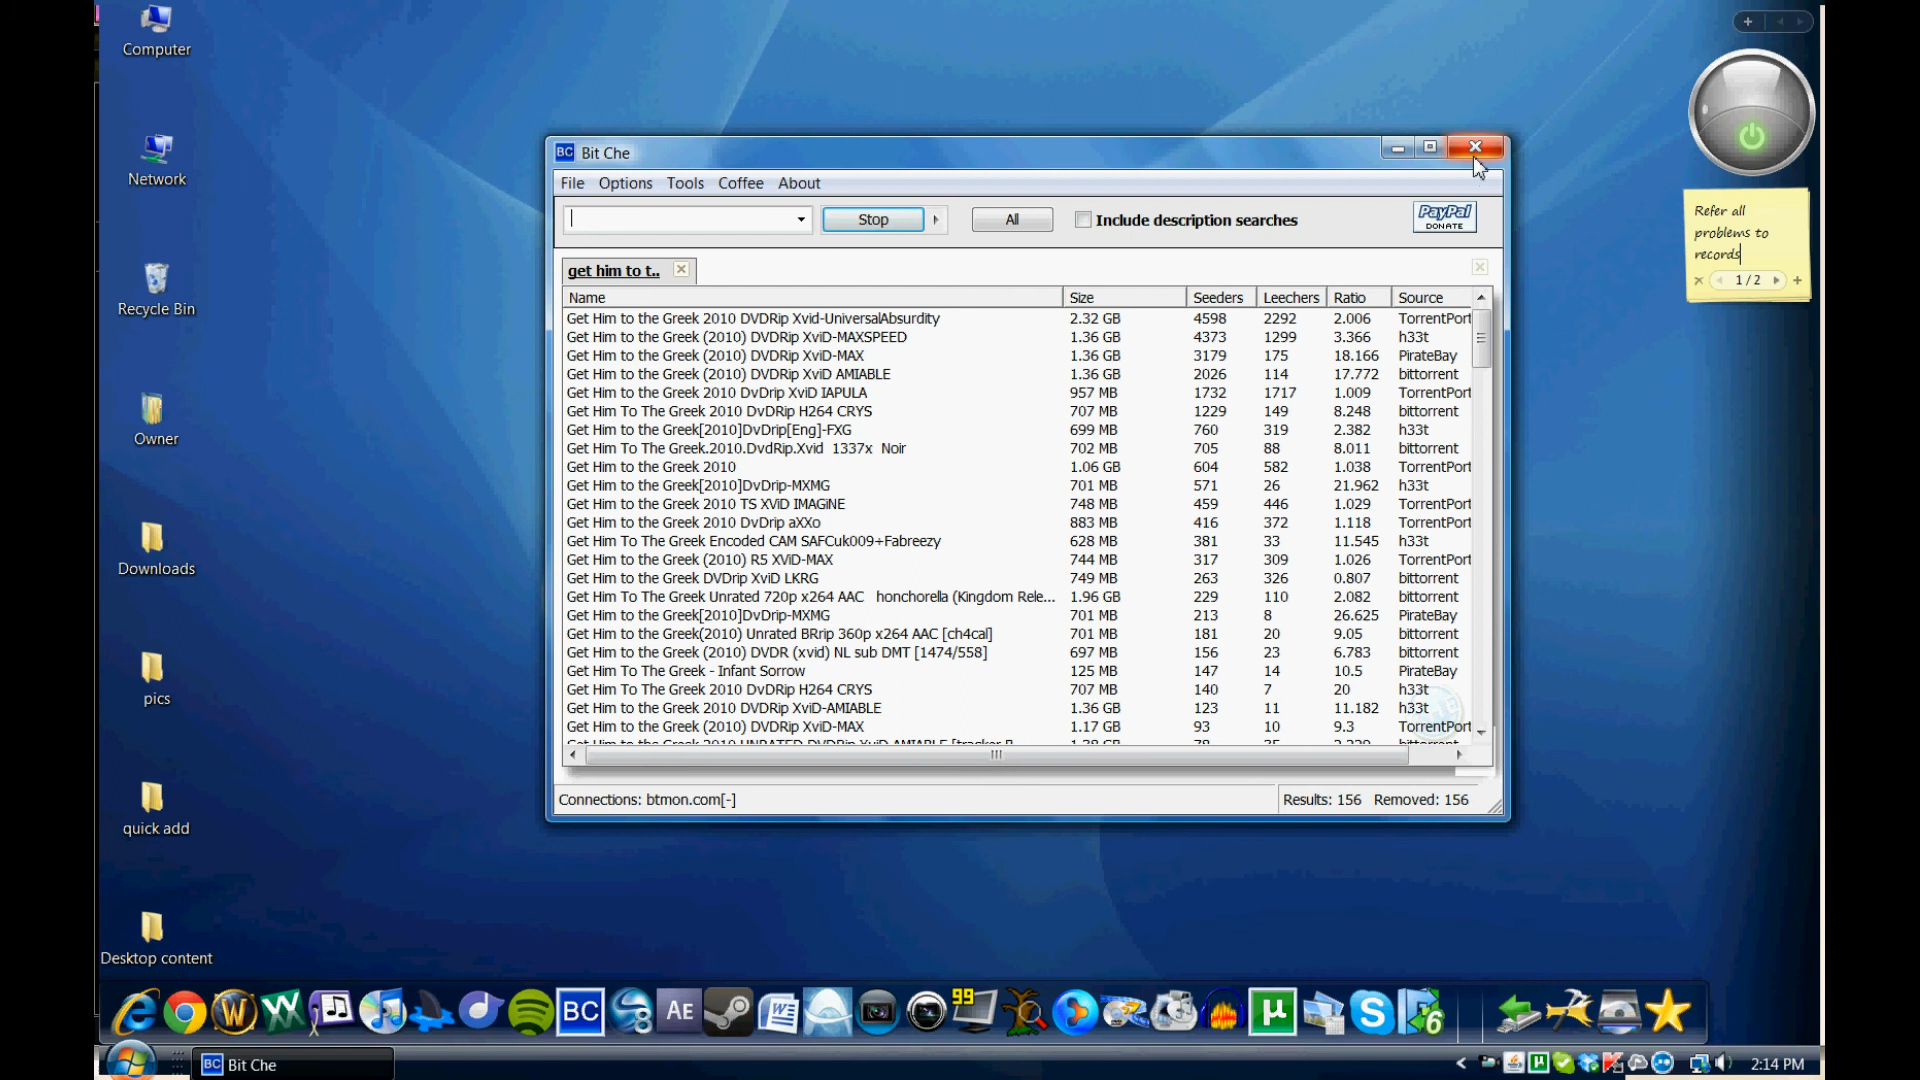 Computer
Network
Recycle Bin
Owner
Downloads
pics
quick add
Desktop content
BC Bit Che
File Options Tools Coffee About
Stop All Include description searches PayPal DONATE
get him to t..
Name Size Seeders Leechers Ratio Source
Get Him to the Greek 2010 DVDRip Xvid-UniversalAbsurdity 2.32 GB 4598 2292 2.006 TorrentPort
Get Him to the Greek (2010) DVDRip XviD-MAXSPEED 1.36 GB 4373 1299 3.366 h33t
Get Him to the Greek (2010) DVDRip XviD-MAX 1.36 GB 3179 175 18.166 PirateBay
Get Him to the Greek (2010) DVDRip XviD AMIABLE 1.36 GB 2026 114 17.772 bittorrent
Get Him to the Greek 2010 DvDrip XviD IAPULA 957 MB 1732 1717 1.009 TorrentPort
Get Him To The Greek 2010 DvDRip H264 CRYS 707 MB 1229 149 8.248 bittorrent
Get Him to the Greek[2010]DvDrip[Eng]-FXG 699 MB 760 319 2.382 h33t
Get Him To The Greek.2010.DvdRip.Xvid 1337x Noir 702 MB 705 88 8.011 bittorrent
Get Him to the Greek 2010 1.06 GB 604 582 1.038 TorrentPort
Get Him to the Greek[2010]DvDrip-MXMG 701 MB 571 26 21.962 h33t
Get Him to the Greek 2010 TS XViD IMAGiNE 748 MB 459 446 1.029 TorrentPort
Get Him to the Greek 2010 DvDrip aXXo 883 MB 416 372 1.118 TorrentPort
Get Him To The Greek Encoded CAM SAFCuk009+Fabreezy 628 MB 381 33 11.545 h33t
Get Him to the Greek (2010) R5 XViD-MAX 744 MB 317 309 1.026 TorrentPort
Get Him to the Greek DVDrip XviD LKRG 749 MB 263 326 0.807 bittorrent
Get Him To The Greek Unrated 720p x264 AAC honchorella (Kingdom Rele... 1.96 GB 229 110 2.082 bittorrent
Get Him to the Greek[2010]DvDrip-MXMG 701 MB 213 8 26.625 PirateBay
Get Him to the Greek(2010) Unrated BRrip 360p x264 AAC [ch4cal] 701 MB 181 20 9.05 bittorrent
Get Him to the Greek (2010) DVDR (xvid) NL sub DMT [1474/558] 697 MB 156 23 6.783 bittorrent
Get Him To The Greek - Infant Sorrow 125 MB 147 14 10.5 PirateBay
Get Him To The Greek 2010 DvDRip H264 CRYS 707 MB 140 7 20 h33t
Get Him to the Greek 2010 DVDRip XviD-AMIABLE 1.36 GB 123 11 11.182 h33t
Get Him to the Greek (2010) DVDRip XviD-MAX 1.17 GB 93 10 9.3 TorrentPort
Connections: btmon.com[-] Results: 156 Removed: 156
Refer all
problems to
records
1 / 2
BC AE 99 µ 6
BC Bit Che
2:14 PM